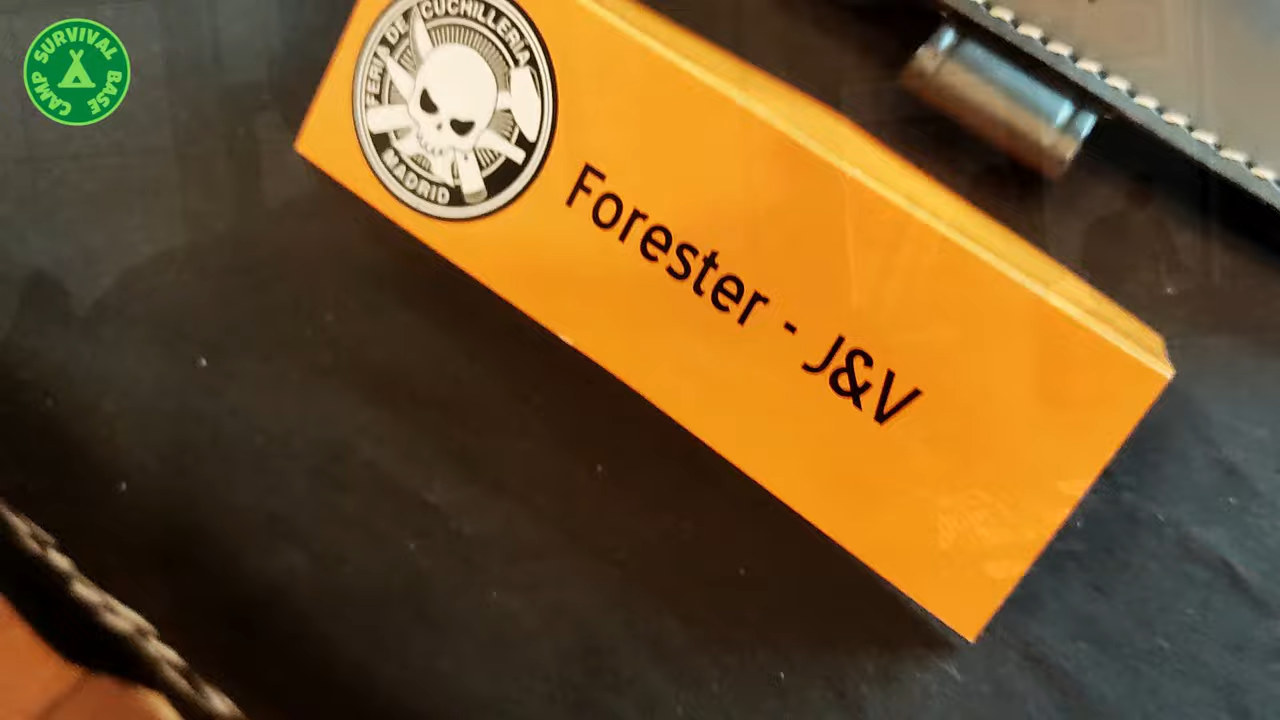 SURVIVAL
CAMP BASE
FERIA DE CUCHILLERIA
MADRID
Forester - J&V